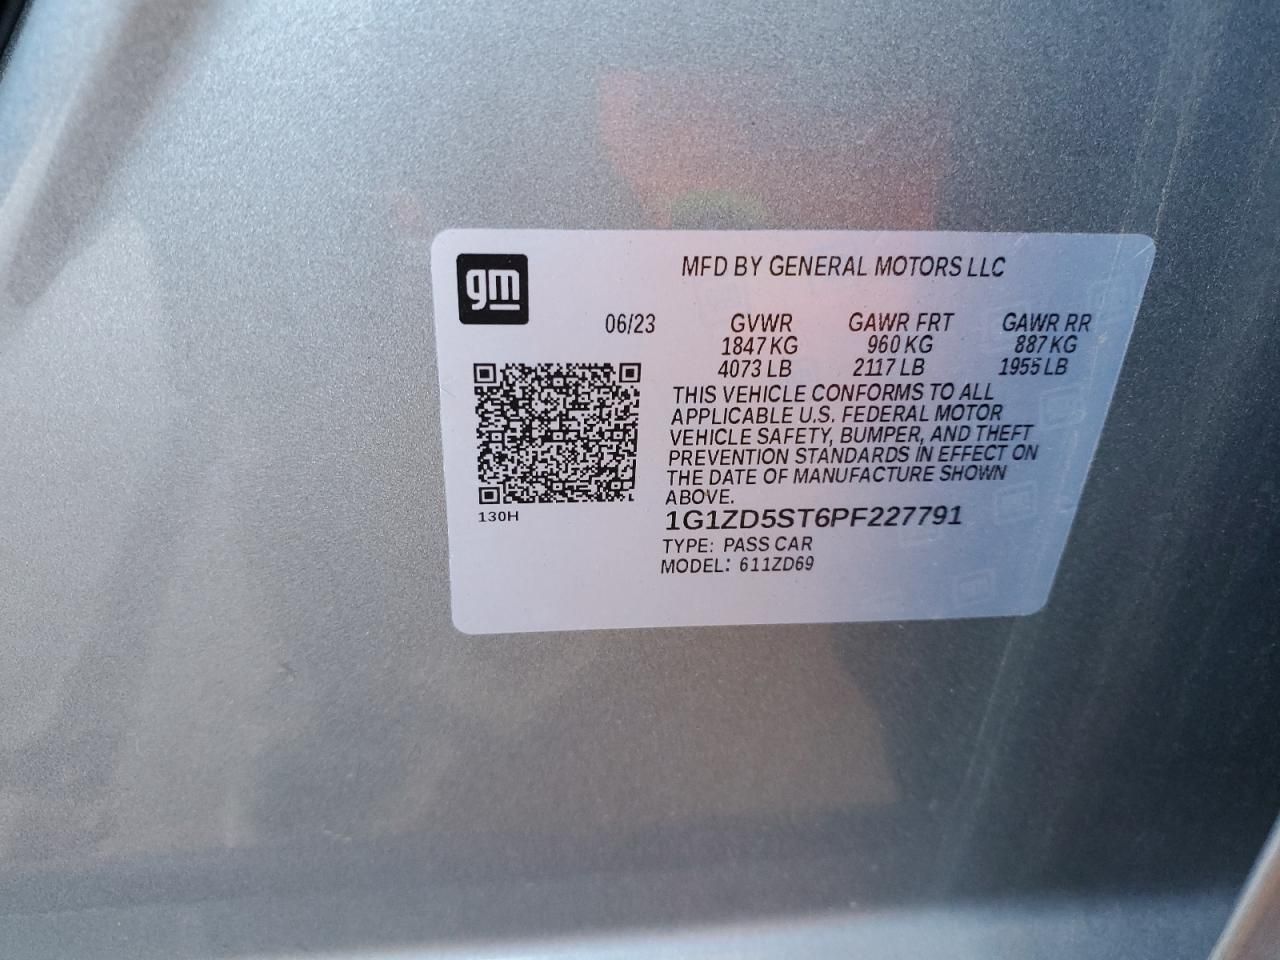 gm
MFD BY GENERAL MOTORS LLC
06/23 GVWR GAWR FRT GAWR RR
1847 KG 960 KG 887 KG
4073 LB 2117 LB 1955 LB
THIS VEHICLE CONFORMS TO ALL
APPLICABLE U.S. FEDERAL MOTOR
VEHICLE SAFETY, BUMPER, AND THEFT
PREVENTION STANDARDS IN EFFECT ON
THE DATE OF MANUFACTURE SHOWN
ABOVE.
130H
1G1ZD5ST6PF227791
TYPE: PASS CAR
MODEL: 611ZD69